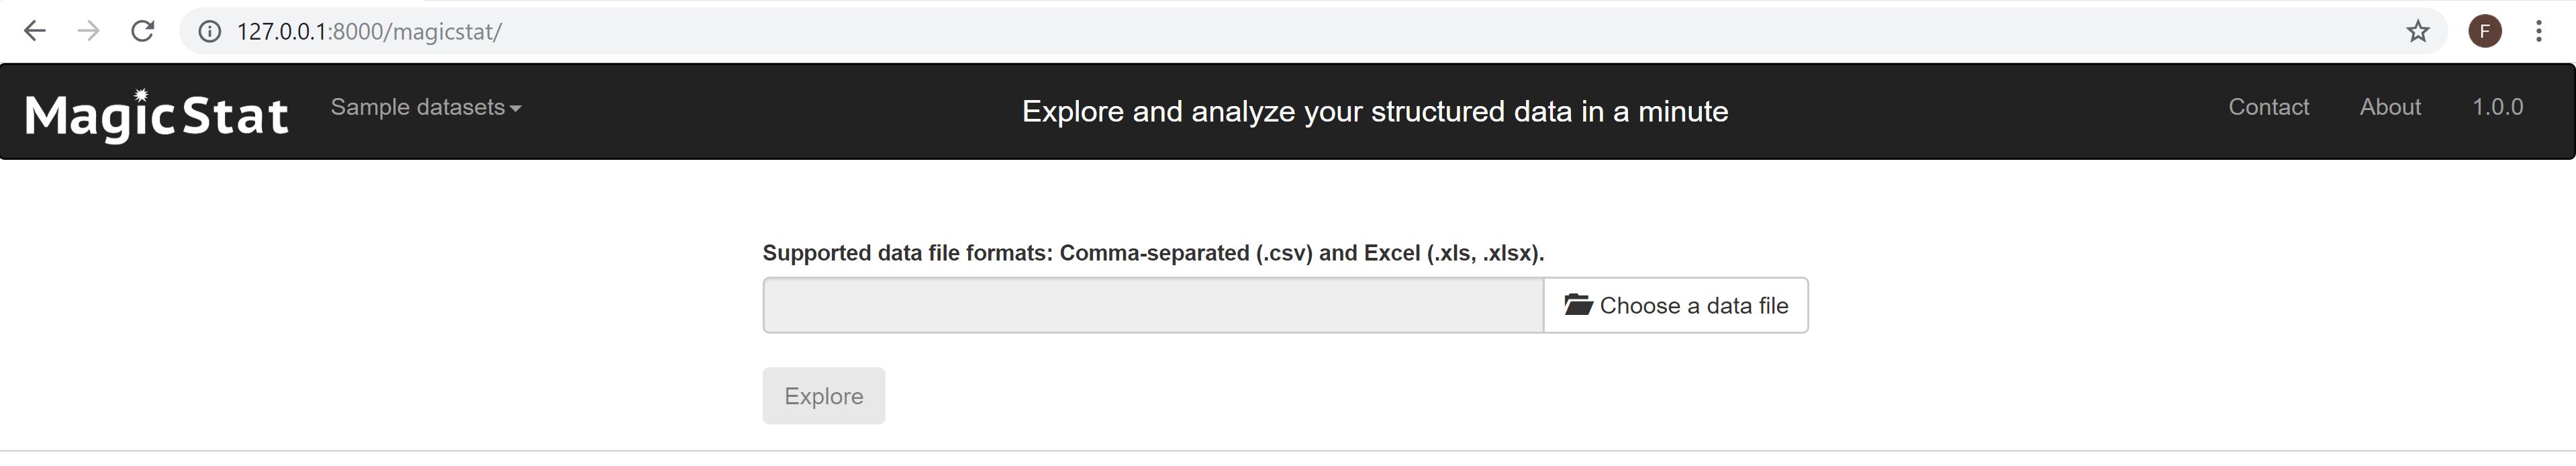 127.0.0.1:8000/magicstat/ F
MagicStat Sample datasets Explore and analyze your structured data in a minute Contact About 1.0.0
Supported data file formats: Comma-separated (.csv) and Excel (.xls, .xlsx).
Choose a data file
Explore